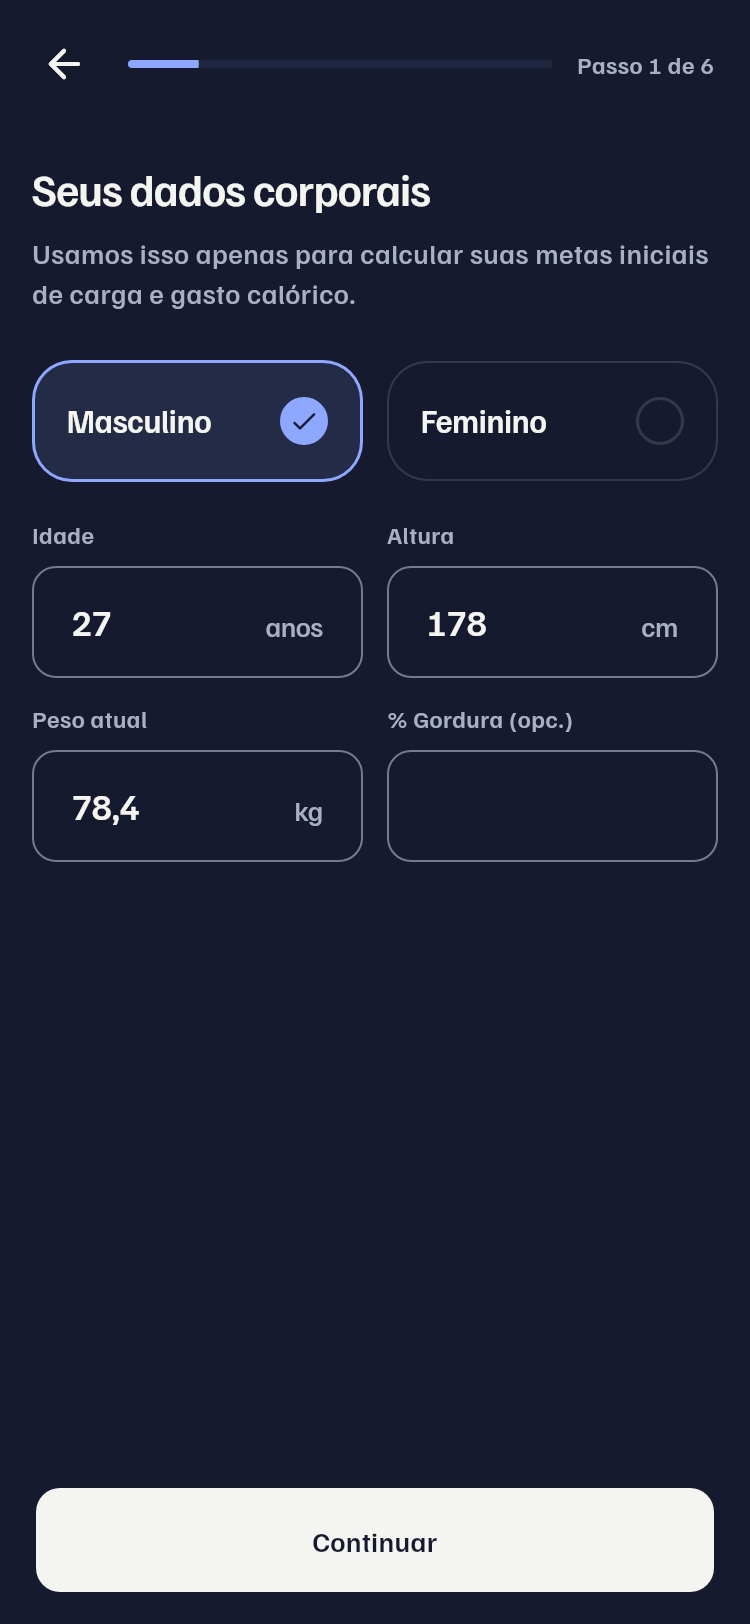 Passo 1 de 6
Seus dados corporais
Usamos isso apenas para calcular suas metas iniciais
de carga e gasto calórico.
Masculino
Feminino
Idade
Altura
27 anos
178 cm
Peso atual
% Gordura (opc.)
78,4 kg
Continuar